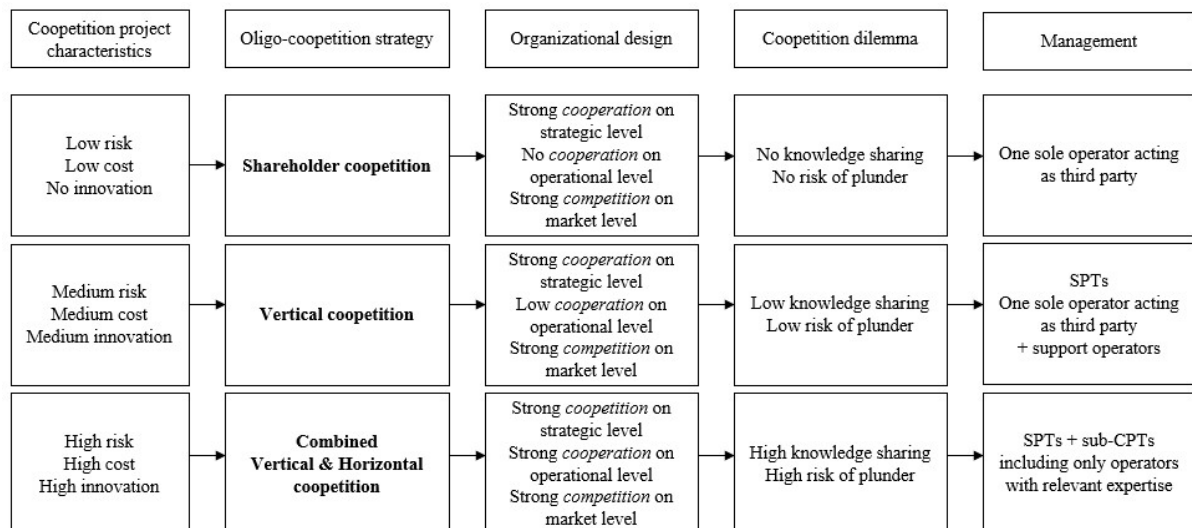 Coopetition project
characteristics
Oligo-coopetition strategy
Organizational design
Coopetition dilemma
Management
Low risk
Low cost
No innovation
Shareholder coopetition
Strong cooperation on
strategic level
No cooperation on
operational level
Strong competition on
market level
No knowledge sharing
No risk of plunder
One sole operator acting
as third party
Medium risk
Medium cost
Medium innovation
Vertical coopetition
Strong cooperation on
strategic level
Low cooperation on
operational level
Strong competition on
market level
Low knowledge sharing
Low risk of plunder
SPTs
One sole operator acting
as third party
+ support operators
High risk
High cost
High innovation
Combined
Vertical & Horizontal
coopetition
Strong coopetition on
strategic level
Strong cooperation on
operational level
Strong competition on
market level
High knowledge sharing
High risk of plunder
SPTs + sub-CPTs
including only operators
with relevant expertise